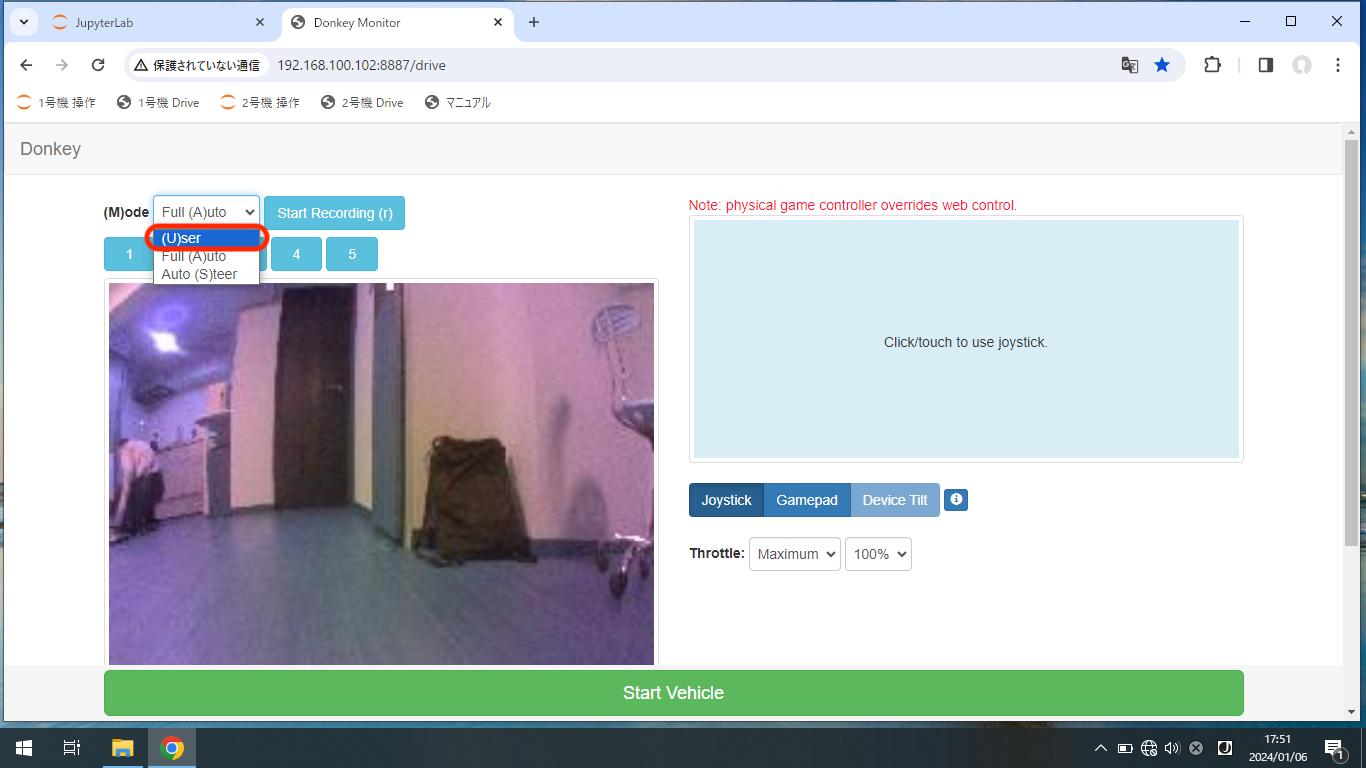 JupyterLab
Donkey Monitor
保護されていない通信 192.168.100.102:8887/drive
1号機 操作 1号機 Drive 2号機 操作 2号機 Drive マニュアル
Donkey
(M)ode Full (A)uto Start Recording (r)
(U)ser
Full (A)uto
Auto (S)teer
1 4 5
Note: physical game controller overrides web control.
Click/touch to use joystick.
Joystick Gamepad Device Tilt
Throttle: Maximum 100%
Start Vehicle
17:51
2024/01/06
J
1